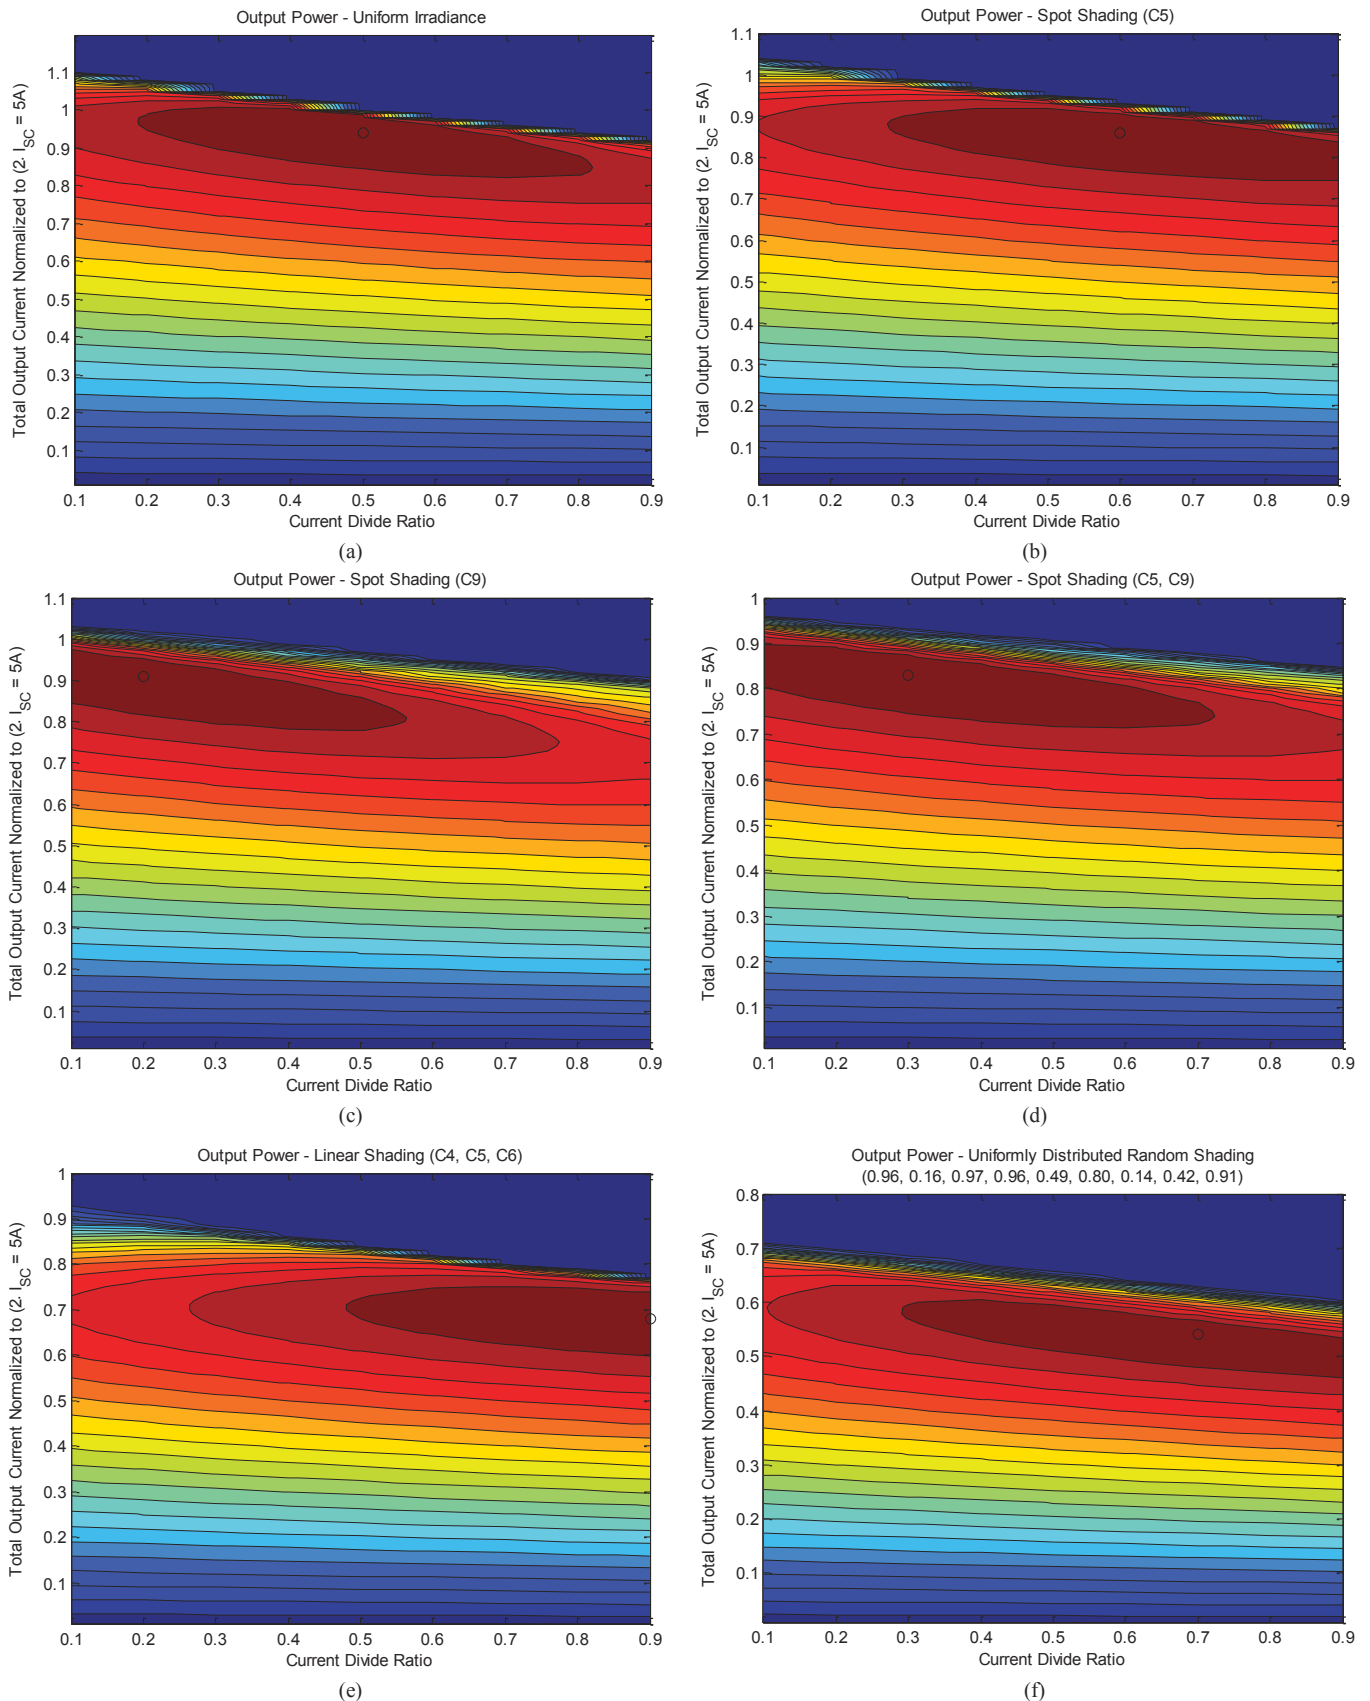 Output Power - Uniform Irradiance
Total Output Current Normalized to (2· I_SC = 5A)
1.1
1
0.9
0.8
0.7
0.6
0.5
0.4
0.3
0.2
0.1
0.1 0.2 0.3 0.4 0.5 0.6 0.7 0.8 0.9
Current Divide Ratio
(a)
Output Power - Spot Shading (C5)
Total Output Current Normalized to (2· I_SC = 5A)
1.1
1
0.9
0.8
0.7
0.6
0.5
0.4
0.3
0.2
0.1
0.1 0.2 0.3 0.4 0.5 0.6 0.7 0.8 0.9
Current Divide Ratio
(b)
Output Power - Spot Shading (C9)
Total Output Current Normalized to (2· I_SC = 5A)
1.1
1
0.9
0.8
0.7
0.6
0.5
0.4
0.3
0.2
0.1
0.1 0.2 0.3 0.4 0.5 0.6 0.7 0.8 0.9
Current Divide Ratio
(c)
Output Power - Spot Shading (C5, C9)
Total Output Current Normalized to (2· I_SC = 5A)
1
0.9
0.8
0.7
0.6
0.5
0.4
0.3
0.2
0.1
0.1 0.2 0.3 0.4 0.5 0.6 0.7 0.8 0.9
Current Divide Ratio
(d)
Output Power - Linear Shading (C4, C5, C6)
Total Output Current Normalized to (2· I_SC = 5A)
1
0.9
0.8
0.7
0.6
0.5
0.4
0.3
0.2
0.1
0.1 0.2 0.3 0.4 0.5 0.6 0.7 0.8 0.9
Current Divide Ratio
(e)
Output Power - Uniformly Distributed Random Shading
(0.96, 0.16, 0.97, 0.96, 0.49, 0.80, 0.14, 0.42, 0.91)
Total Output Current Normalized to (2· I_SC = 5A)
0.8
0.7
0.6
0.5
0.4
0.3
0.2
0.1
0.1 0.2 0.3 0.4 0.5 0.6 0.7 0.8 0.9
Current Divide Ratio
(f)